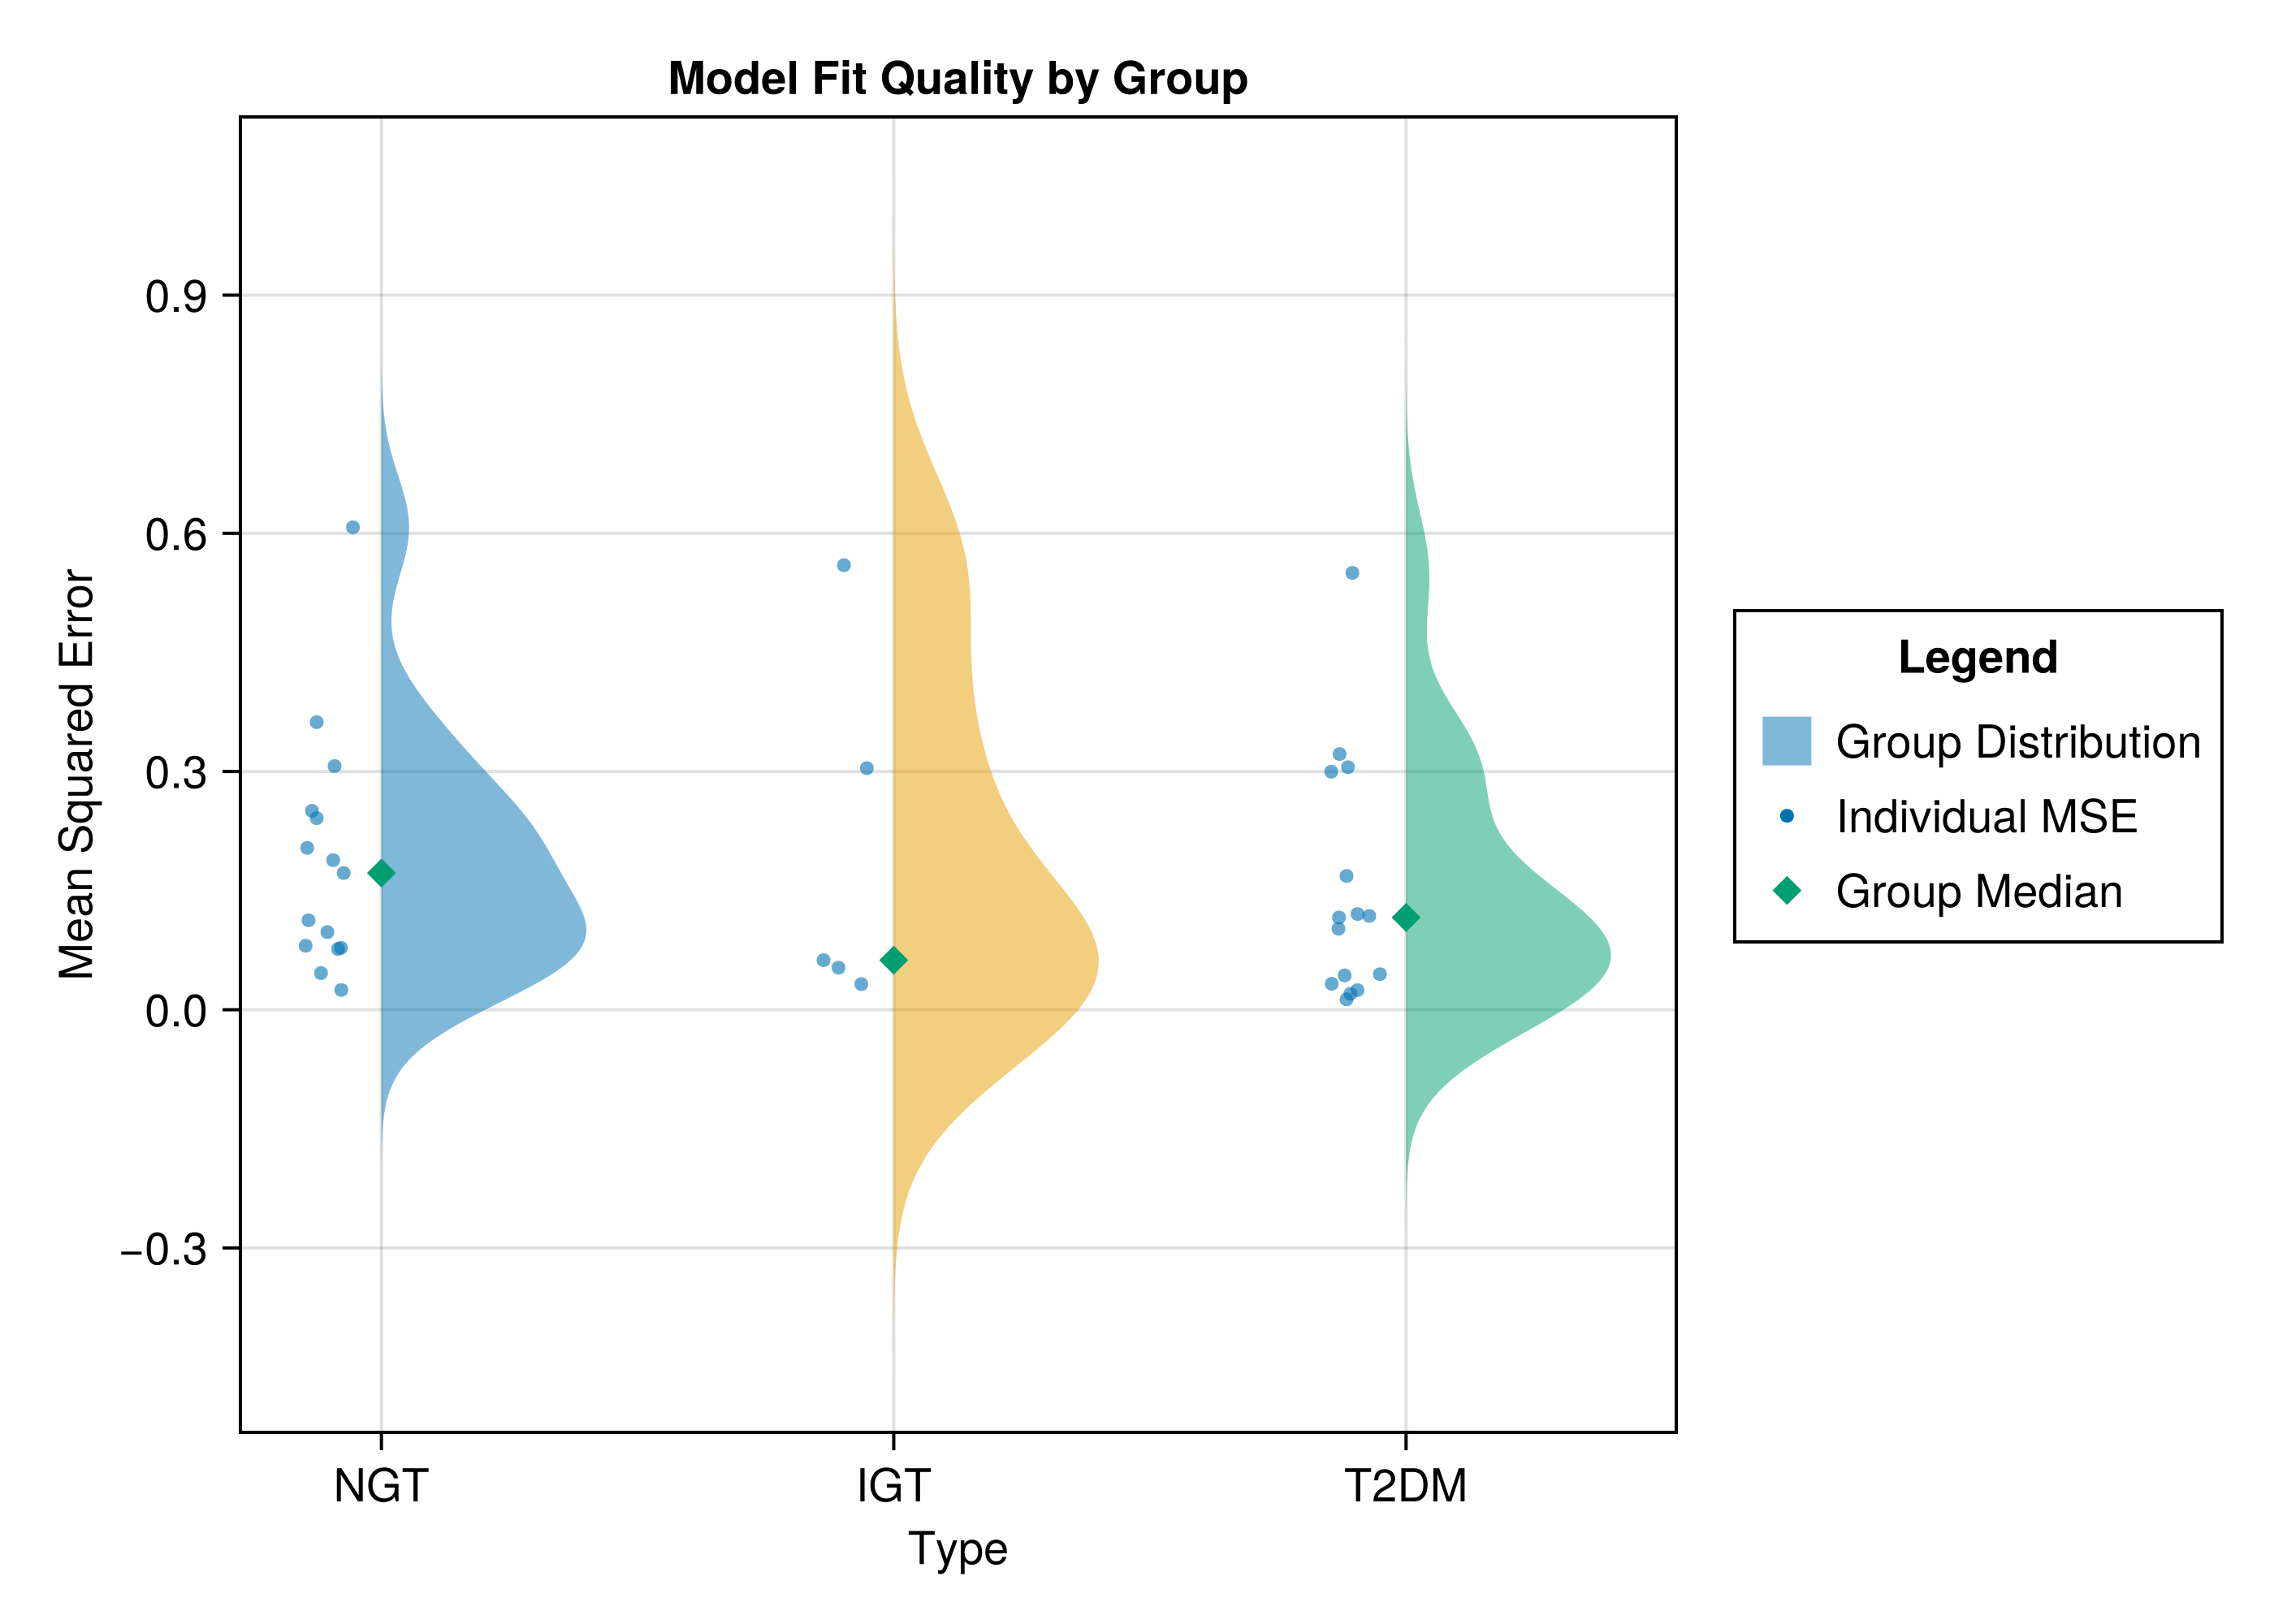 Model Fit Quality by Group
Mean Squared Error
0.9
0.6
0.3
0.0
−0.3
NGT
IGT
T2DM
Type
Legend
Group Distribution
Individual MSE
Group Median